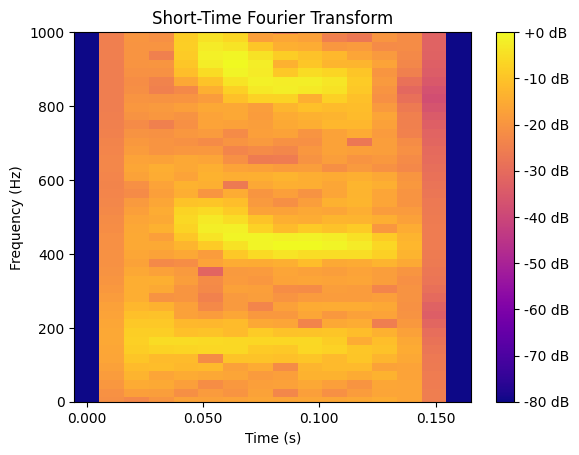 Short-Time Fourier Transform
Frequency (Hz)
1000
800
600
400
200
0
0.000 0.050 0.100 0.150
Time (s)
+0 dB
-10 dB
-20 dB
-30 dB
-40 dB
-50 dB
-60 dB
-70 dB
-80 dB